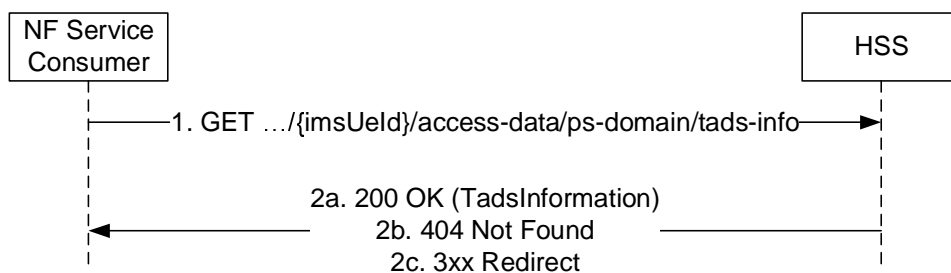 NF Service
Consumer
HSS
1. GET …/{imsUeId}/access-data/ps-domain/tads-info
2a. 200 OK (TadsInformation)
2b. 404 Not Found
2c. 3xx Redirect